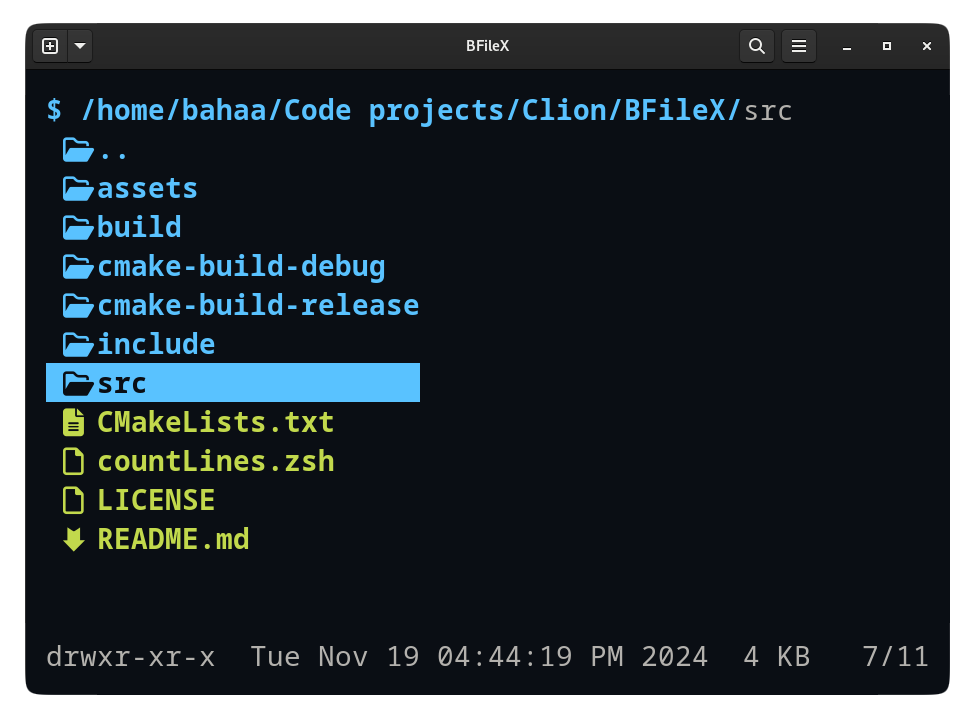 BFileX
$ /home/bahaa/Code projects/Clion/BFileX/src
..
assets
build
cmake-build-debug
cmake-build-release
include
src
CMakeLists.txt
countLines.zsh
LICENSE
README.md
drwxr-xr-x  Tue Nov 19 04:44:19 PM 2024  4 KB   7/11